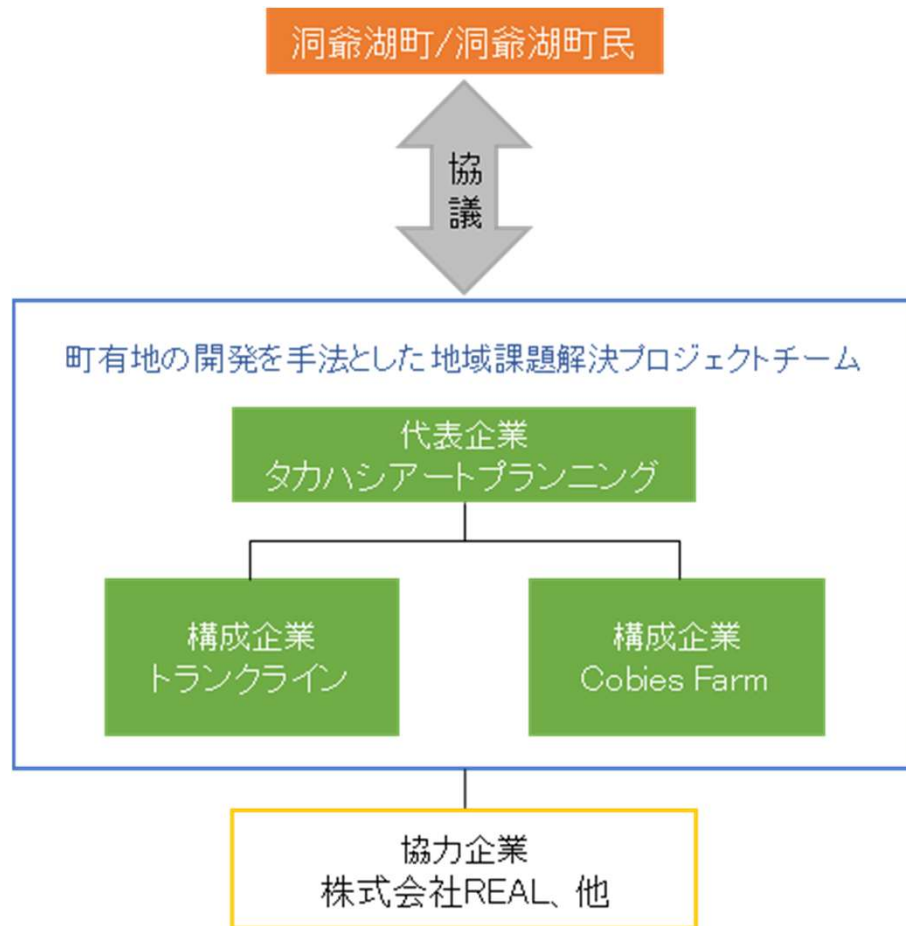 洞爺湖町/洞爺湖町民
協
議
町有地の開発を手法とした地域課題解決プロジェクトチーム
代表企業
タカハシアートプランニング
構成企業
トランクライン
構成企業
Cobies Farm
協力企業
株式会社REAL、他